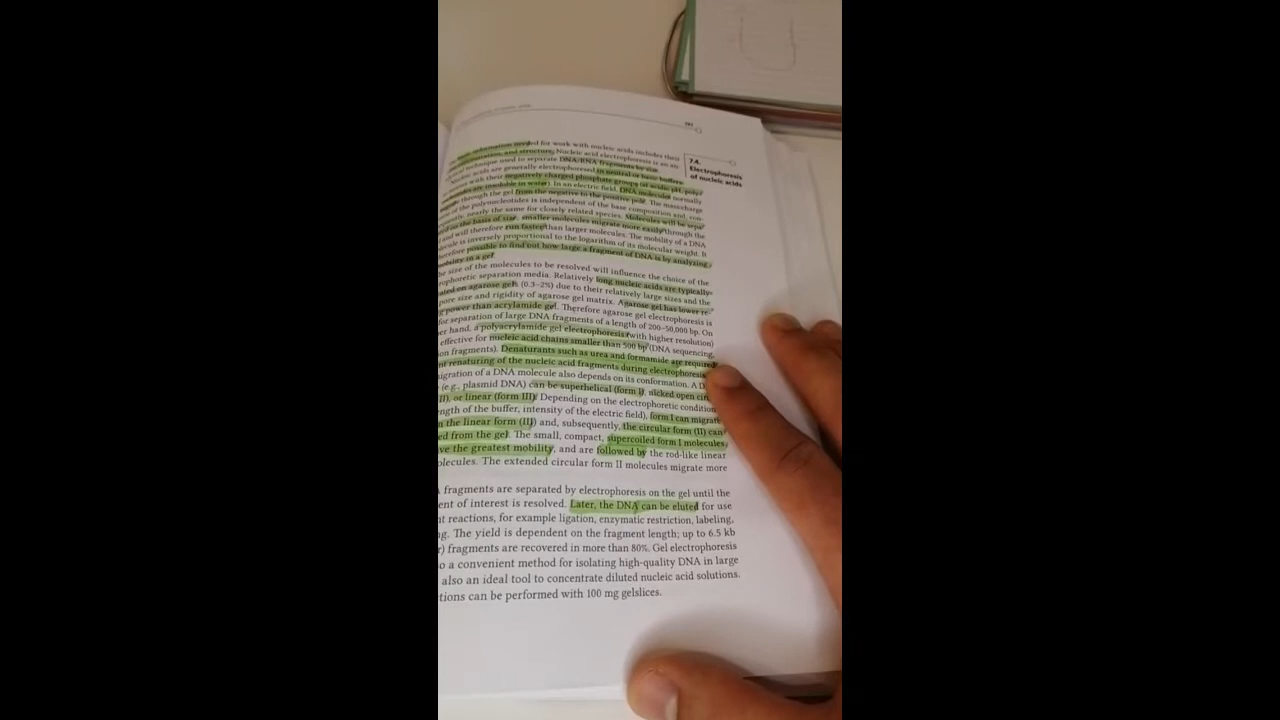 needed for work with nucleic acids includes their
and structure. Nucleic acid electrophoresis is an
technique used to separate DNA/RNA fragments by size.
acids are generally electrophoresed in neutral or basic buffers
with their negatively charged phosphate groups (at acidic pH,
are insoluble in water). In an electric field, DNA molecules normally
through the gel from the negative to the positive pole. The mass:charge
of the polynucleotides is independent of the base composition and,
nearly the same for closely related species. Molecules will be
on the basis of size, smaller molecules migrate more easily through the
and will therefore run faster than larger molecules. The mobility of a DNA
is inversely proportional to the logarithm of its molecular weight. It
possible to find out how large a fragment of DNA is by analyzing
in a gel.
size of the molecules to be resolved will influence the choice of the
separation media. Relatively long nucleic acids are typically
on agarose gels (0.3–2%) due to their relatively large sizes and the
pore size and rigidity of agarose gel matrix. Agarose gel has lower re-
power than acrylamide gel. Therefore agarose gel electrophoresis is
for separation of large DNA fragments of a length of 200–50,000 bp. On
hand, a polyacrylamide gel electrophoresis (with higher resolution)
effective for nucleic acid chains smaller than 500 bp (DNA sequencing,
fragments). Denaturants such as urea and formamide are required
renaturing of the nucleic acid fragments during electrophoresis.
igration of a DNA molecule also depends on its conformation. A D
(e.g., plasmid DNA) can be superhelical (form I), nicked open cir
II), or linear (form III). Depending on the electrophoretic condition
ngth of the buffer, intensity of the electric field), form I can migrate
n the linear form (III) and, subsequently, the circular form (II) can
ed from the gel. The small, compact, supercoiled form I molecules
ve the greatest mobility, and are followed by the rod-like linear
olecules. The extended circular form II molecules migrate more
fragments are separated by electrophoresis on the gel until the
ent of interest is resolved. Later, the DNA can be eluted for use
nt reactions, for example ligation, enzymatic restriction, labeling,
g. The yield is dependent on the fragment length; up to 6.5 kb
r) fragments are recovered in more than 80%. Gel electrophoresis
o a convenient method for isolating high-quality DNA in large
also an ideal tool to concentrate diluted nucleic acid solutions.
tions can be performed with 100 mg gelslices.
7.4.
Electrophoresis
of nucleic acids